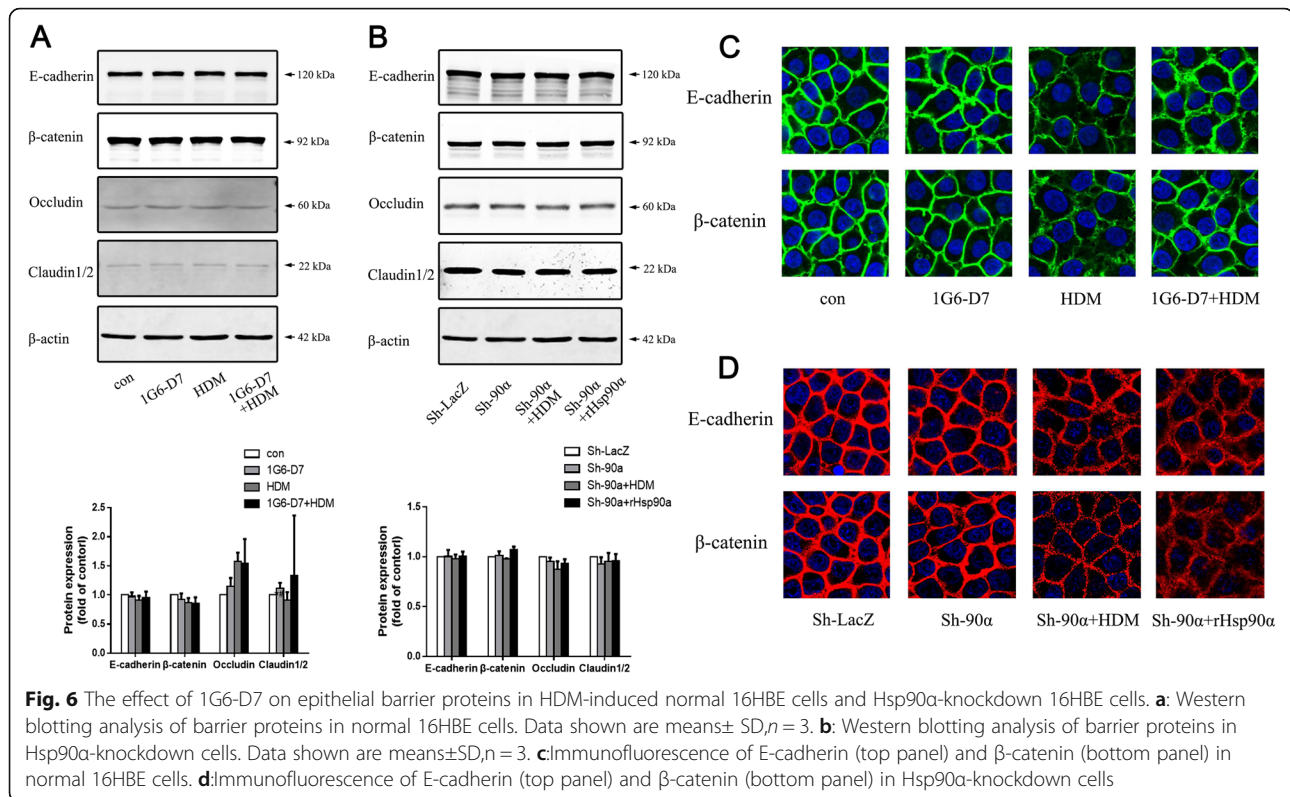 A
E-cadherin
120 kDa
β-catenin
92 kDa
Occludin
60 kDa
Claudin1/2
22 kDa
β-actin
42 kDa
con
1G6-D7
HDM
1G6-D7
+HDM
con
1G6-D7
HDM
1G6-D7+HDM
Protein expression
(fold of contorl)
2.5
2.0
1.5
1.0
0.5
0.0
##
E-cadherin
β-catenin
Occludin
Claudin1/2
B
E-cadherin
120 kDa
β-catenin
92 kDa
Occludin
60 kDa
Claudin1/2
22 kDa
β-actin
42 kDa
Sh-LacZ
Sh-90α
Sh-90α
+HDM
Sh-90α
+rHsp90α
Sh-LacZ
Sh-90a
Sh-90a+HDM
Sh-90a+rHsp90a
Protein expression
(fold of contorl)
1.5
1.0
0.5
0.0
E-cadherin
β-catenin
Occludin
Claudin1/2
C
E-cadherin
β-catenin
con
1G6-D7
HDM
1G6-D7+HDM
D
E-cadherin
β-catenin
Sh-LacZ
Sh-90α
Sh-90α+HDM
Sh-90α+rHsp90α
Fig. 6 The effect of 1G6-D7 on epithelial barrier proteins in HDM-induced normal 16HBE cells and Hsp90α-knockdown 16HBE cells. a: Western
blotting analysis of barrier proteins in normal 16HBE cells. Data shown are means± SD,n = 3. b: Western blotting analysis of barrier proteins in
Hsp90α-knockdown cells. Data shown are means±SD,n = 3. c:Immunofluorescence of E-cadherin (top panel) and β-catenin (bottom panel) in
normal 16HBE cells. d:Immunofluorescence of E-cadherin (top panel) and β-catenin (bottom panel) in Hsp90α-knockdown cells